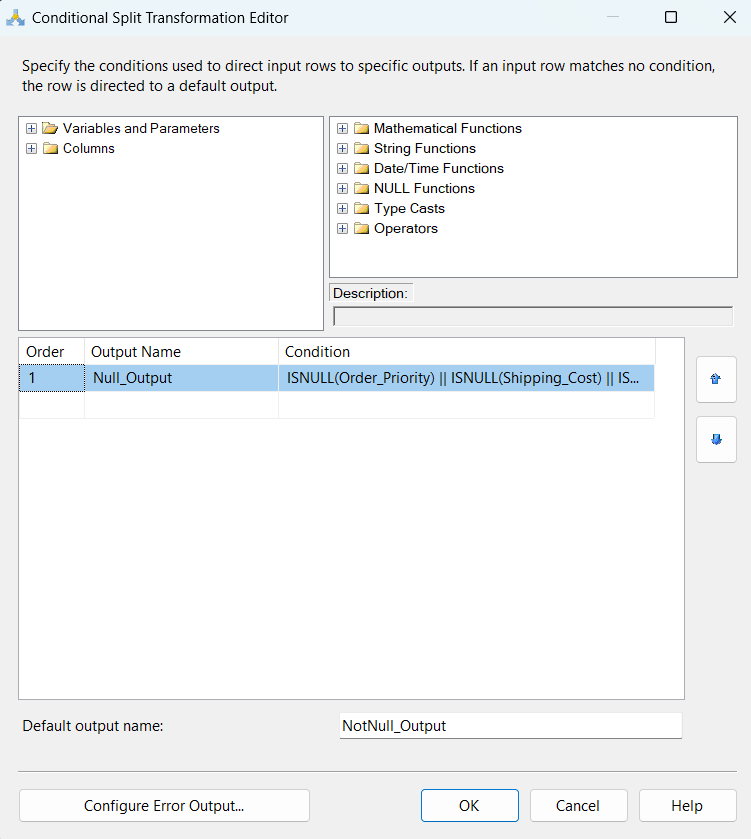 Conditional Split Transformation Editor
Specify the conditions used to direct input rows to specific outputs. If an input row matches no condition,
the row is directed to a default output.
Variables and Parameters
Columns
Mathematical Functions
String Functions
Date/Time Functions
NULL Functions
Type Casts
Operators
Description:
Order Output Name Condition
1 Null_Output ISNULL(Order_Priority) || ISNULL(Shipping_Cost) || IS...
Default output name: NotNull_Output
Configure Error Output... OK Cancel Help